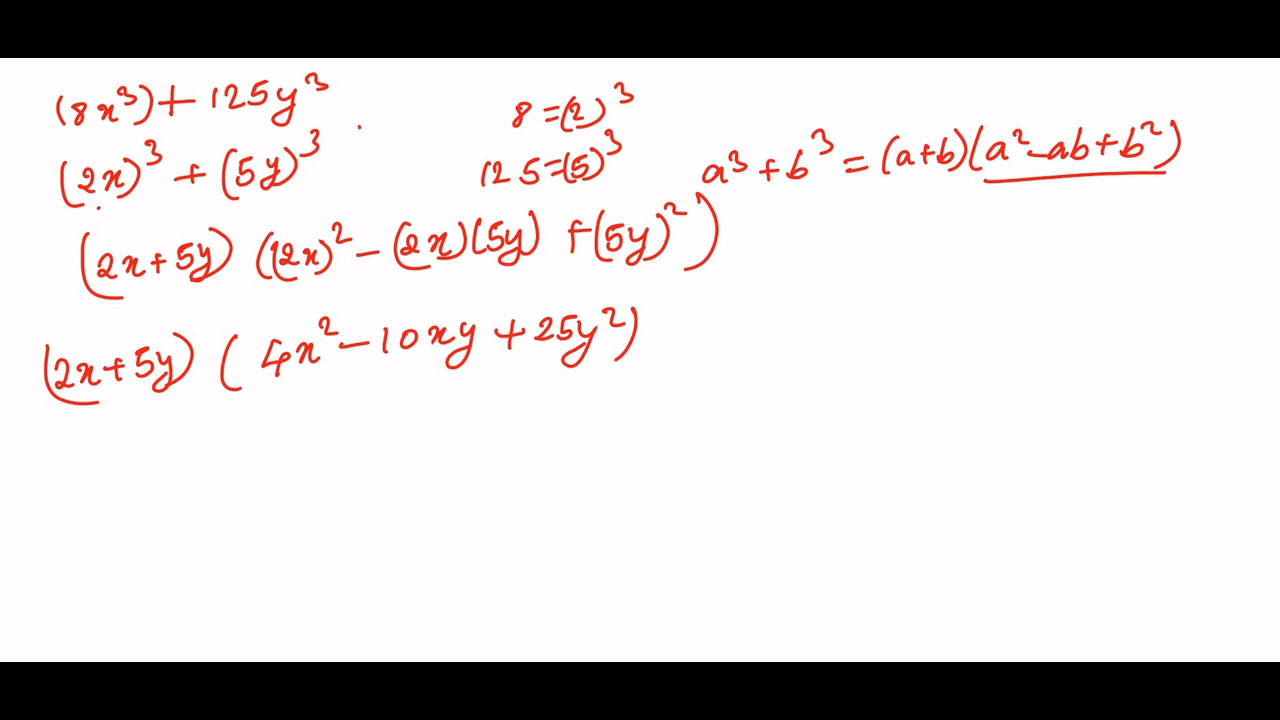 (8x³) + 125y³
8 = (2)³
(2x)³ + (5y)³
125 = (5)³
a³ + b³ = (a+b)(a² - ab + b²)
(2x + 5y) ((2x)² - (2x)(5y) + (5y)²)
(2x + 5y) (4x² - 10xy + 25y²)